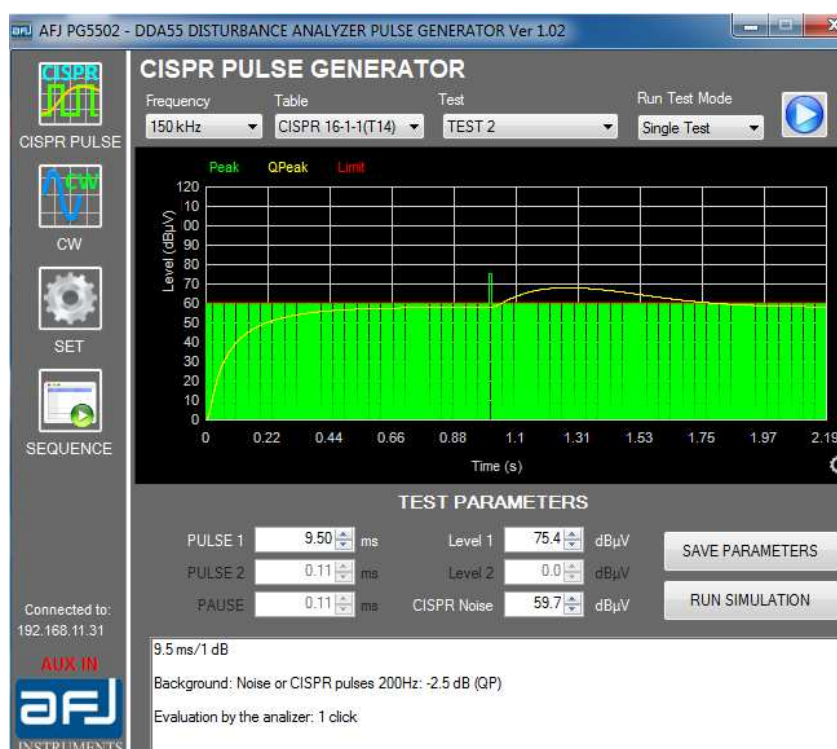 AFJ PG5502 - DDA55 DISTURBANCE ANALYZER PULSE GENERATOR Ver 1.02
CISPR
CISPR PULSE
CW
CW
SET
SEQUENCE
Connected to:
192.168.11.31
AUX IN
afj
INSTRUMENTS
CISPR PULSE GENERATOR
Frequency Table Test Run Test Mode
150 kHz CISPR 16-1-1(T14) TEST 2 Single Test
Peak QPeak Limit
Level (dBµV)
120
10
00
90
80
70
60
50
40
30
20
10
0
0 0.22 0.44 0.66 0.88 1.1 1.31 1.53 1.75 1.97 2.19
Time (s)
TEST PARAMETERS
PULSE 1 9.50 ms Level 1 75.4 dBµV
PULSE 2 0.11 ms Level 2 0.0 dBµV
PAUSE 0.11 ms CISPR Noise 59.7 dBµV
SAVE PARAMETERS
RUN SIMULATION
9.5 ms/1 dB
Background: Noise or CISPR pulses 200Hz: -2.5 dB (QP)
Evaluation by the analizer: 1 click